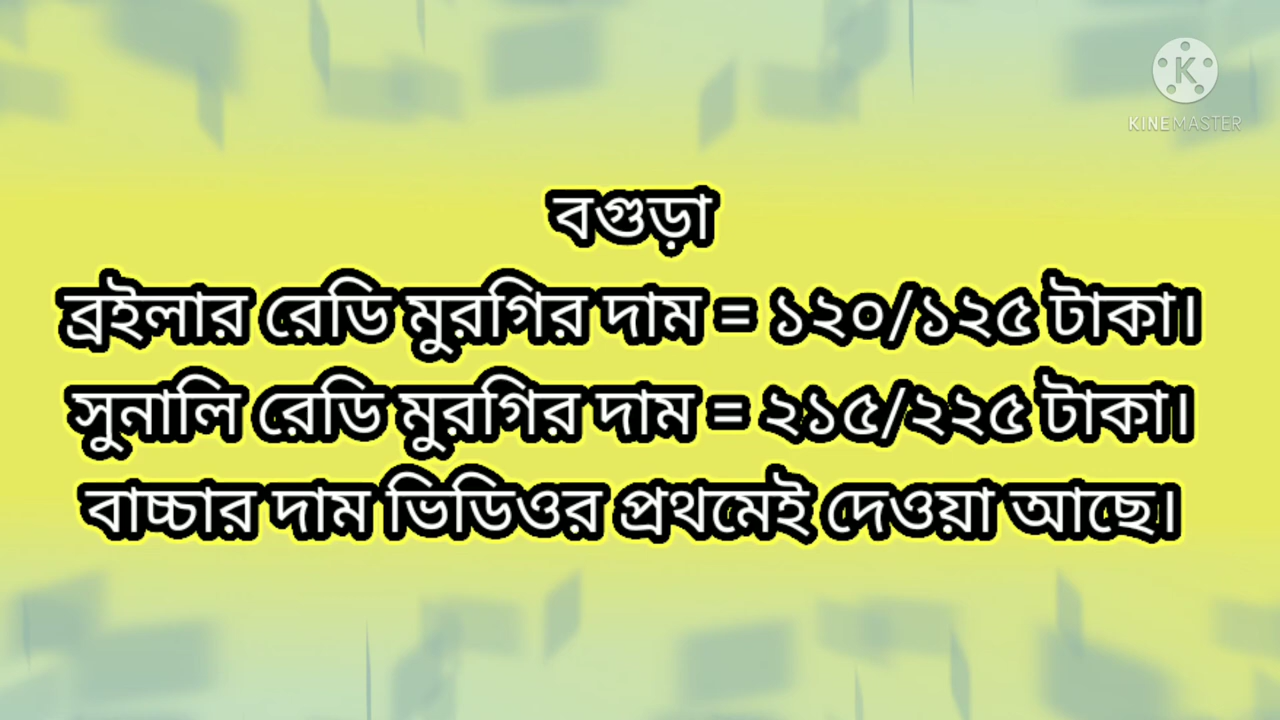 KINEMASTER
বগুড়া
ব্রইলার রেডি মুরগির দাম = ১২০/১২৫ টাকা।
সুনালি রেডি মুরগির দাম = ২১৫/২২৫ টাকা।
বাচ্চার দাম ভিডিওর প্রথমেই দেওয়া আছে।